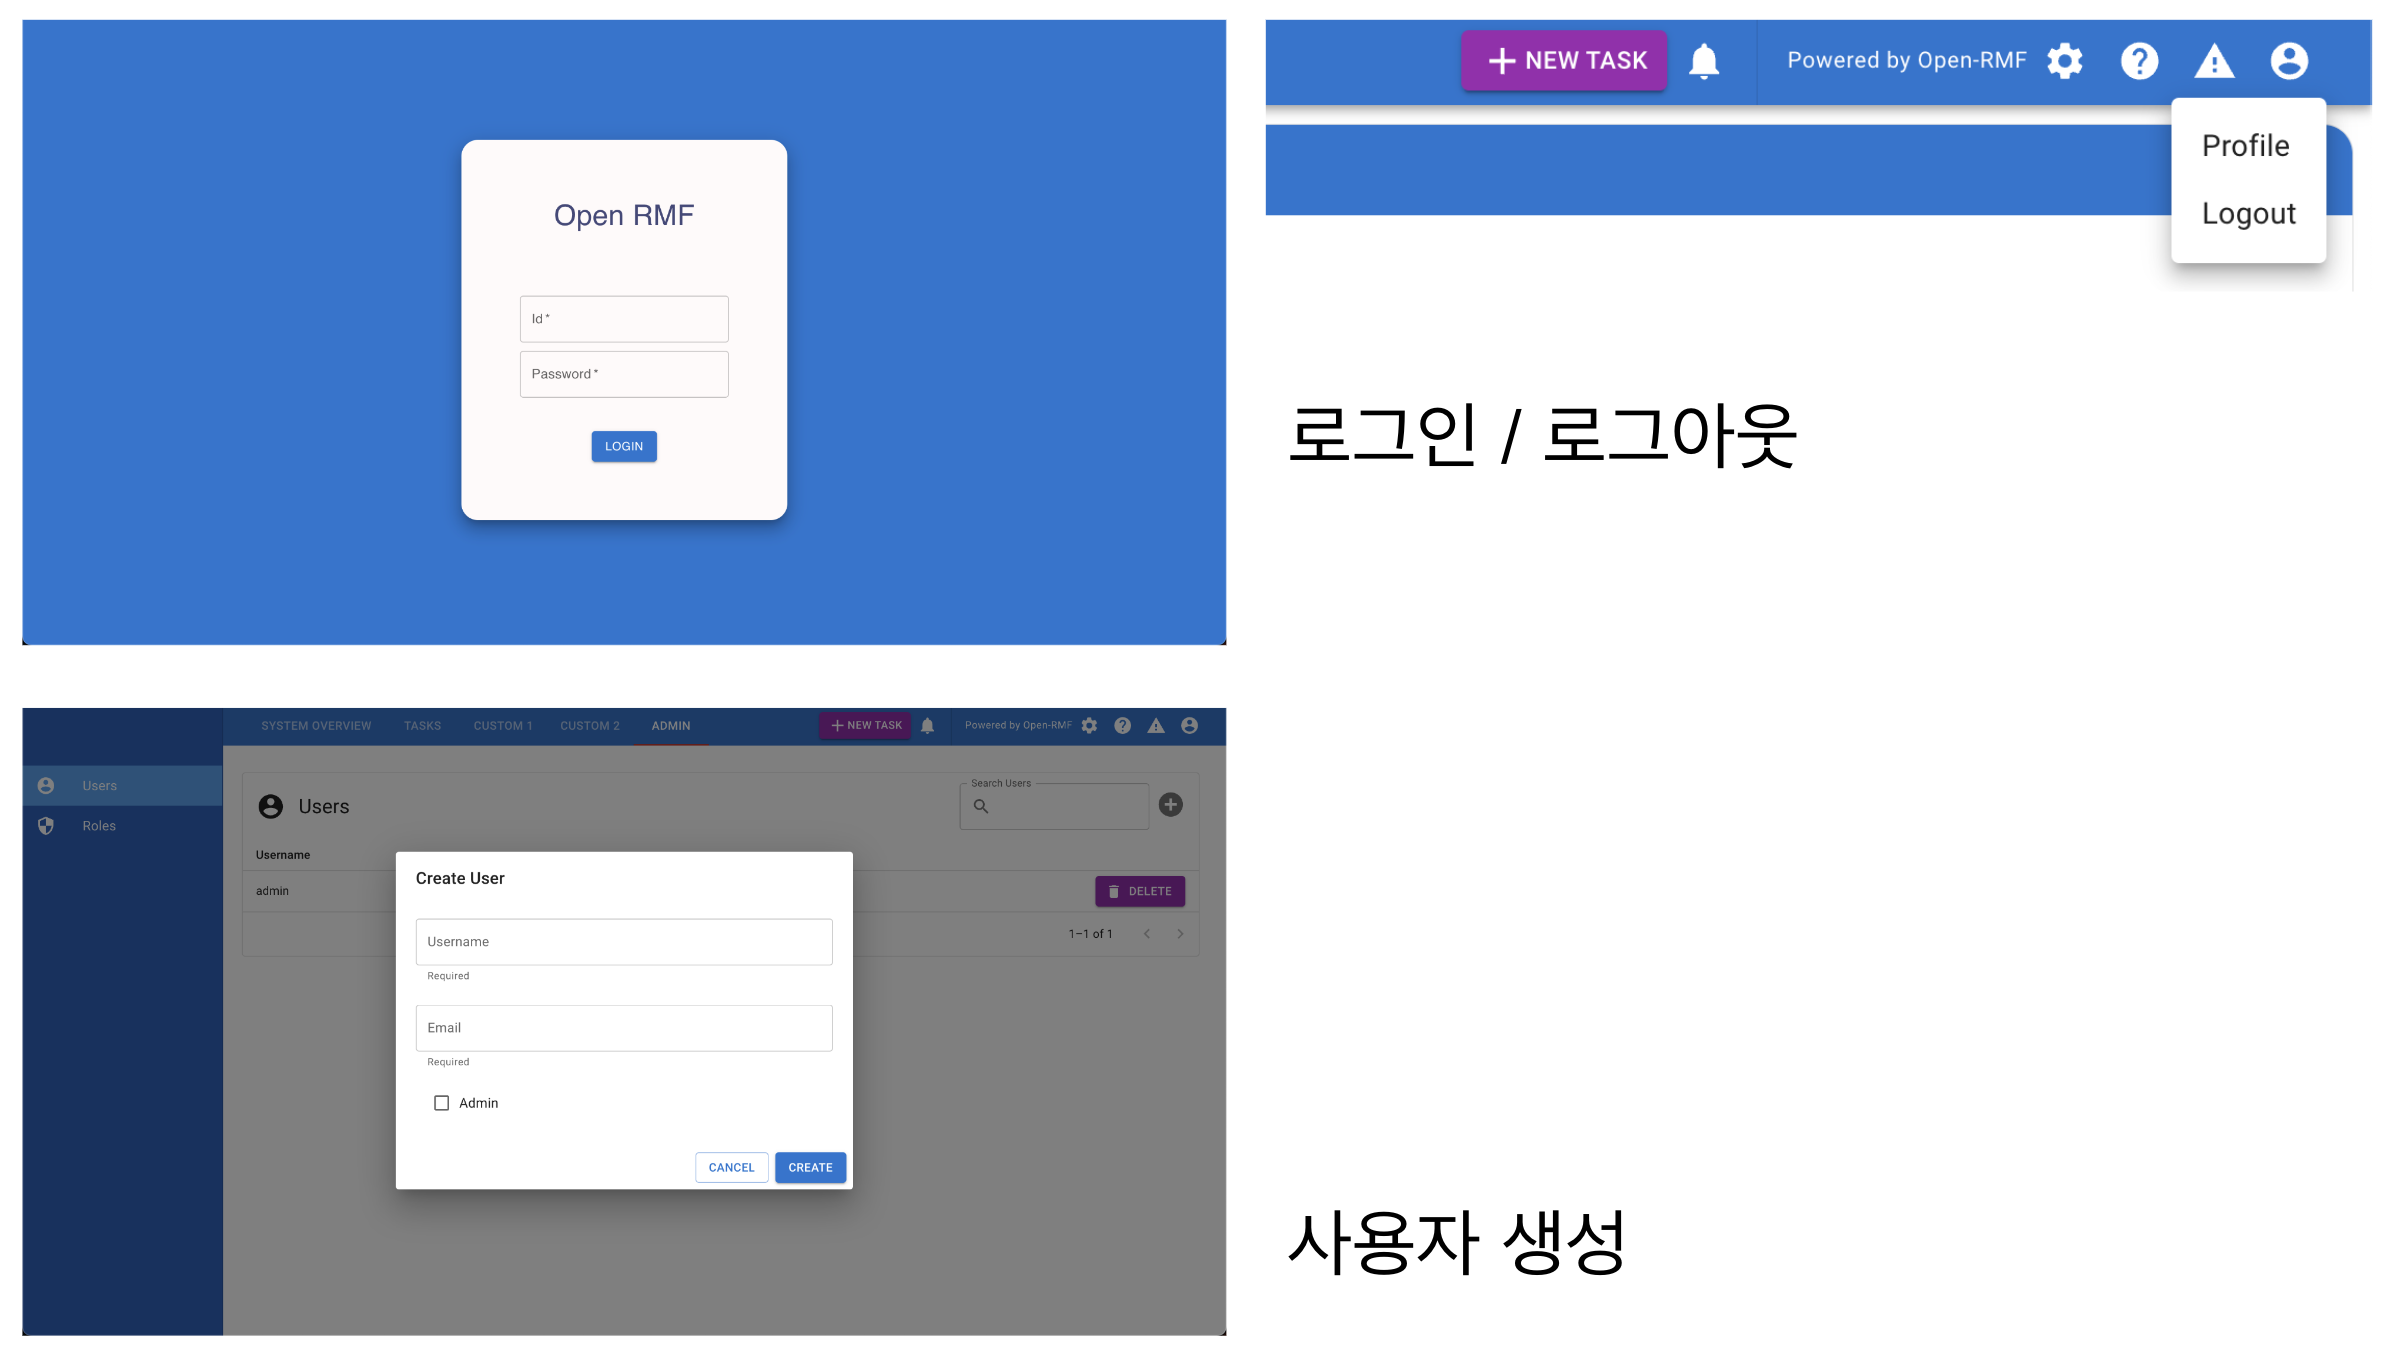 Open RMF
Id *
Password *
LOGIN
NEW TASK
Powered by Open-RMF
Profile
Logout
로그인 / 로그아웃
SYSTEM OVERVIEW TASKS CUSTOM 1 CUSTOM 2 ADMIN NEW TASK Powered by Open-RMF
Users
Roles
Users
Search Users
Username
admin
DELETE
1–1 of 1
Create User
Username
Required
Email
Required
Admin
CANCEL CREATE
사용자 생성